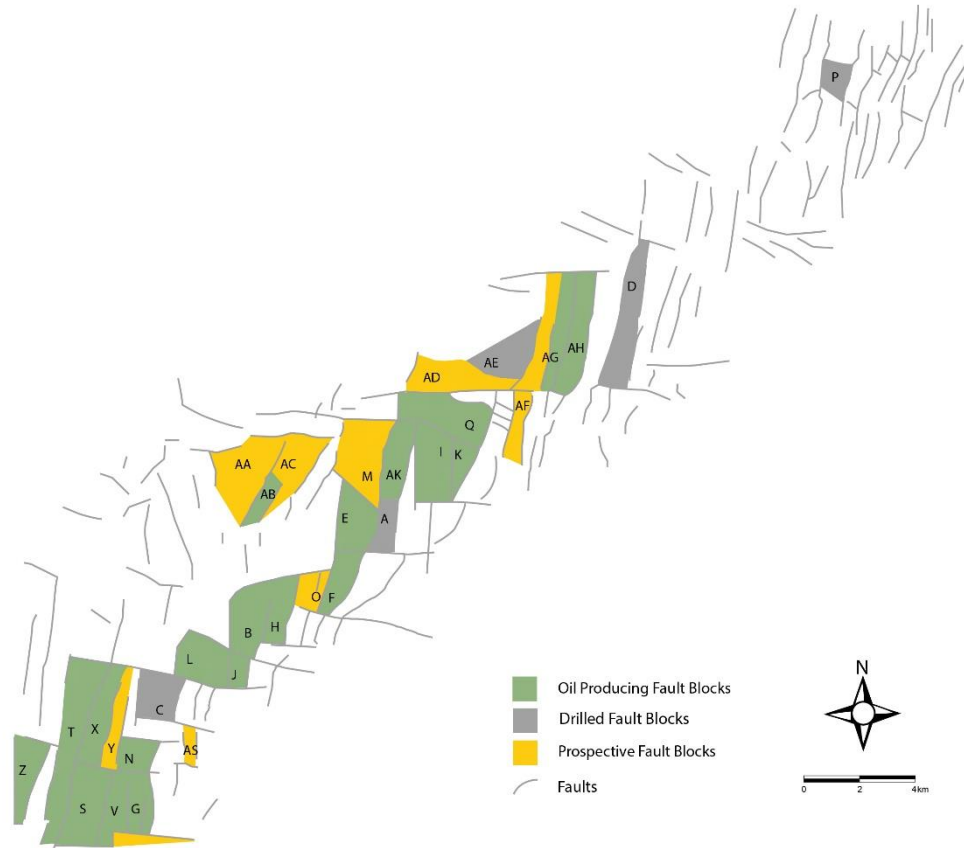 P
D
AE
AG
AH
AD
AF
Q
I
K
AA
AC
AB
M
AK
E
A
O
F
B
H
L
J
C
T
X
Y
N
AS
Z
S
V
G
Oil Producing Fault Blocks
Drilled Fault Blocks
Prospective Fault Blocks
Faults
N
0 2 4km